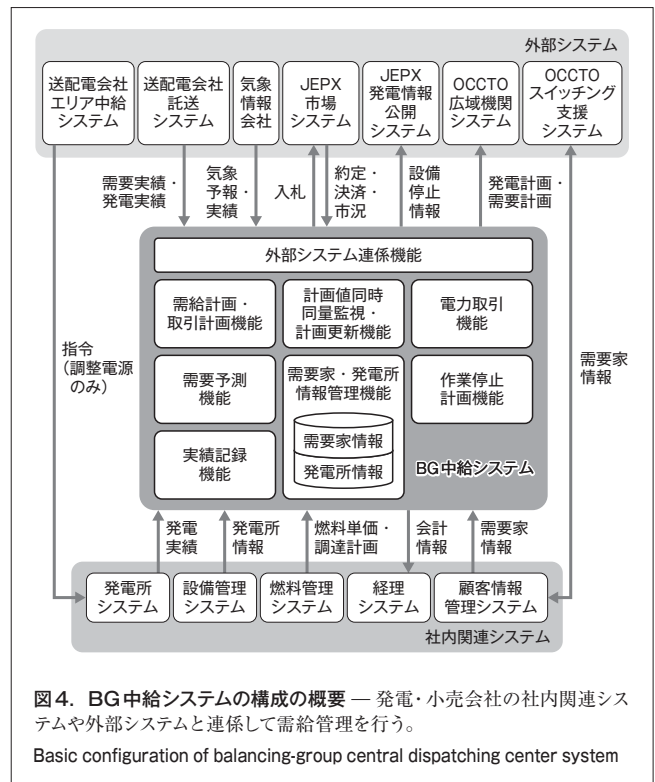 外部システム
送配電会社
エリア中給
システム
送配電会社
託送
システム
気象
情報
会社
JEPX
市場
システム
JEPX
発電情報
公開
システム
OCCTO
広域機関
システム
OCCTO
スイッチング
支援
システム
需要実績・
発電実績
気象
予報・
実績
入札
約定・
決済・
市況
設備
停止
情報
発電計画・
需要計画
外部システム連係機能
需給計画・
取引計画機能
計画値同時
同量監視・
計画更新機能
電力取引
機能
指令
(調整電源
のみ)
需要予測
機能
需要家・発電所
情報管理機能
作業停止
計画機能
需要家
情報
需要家情報
発電所情報
実績記録
機能
BG中給システム
発電
実績
発電所
情報
燃料単価・
調達計画
会計
情報
需要家
情報
発電所
システム
設備管理
システム
燃料管理
システム
経理
システム
顧客情報
管理システム
社内関連システム
図4. BG中給システムの構成の概要 — 発電・小売会社の社内関連シス
テムや外部システムと連係して需給管理を行う。
Basic configuration of balancing-group central dispatching center system